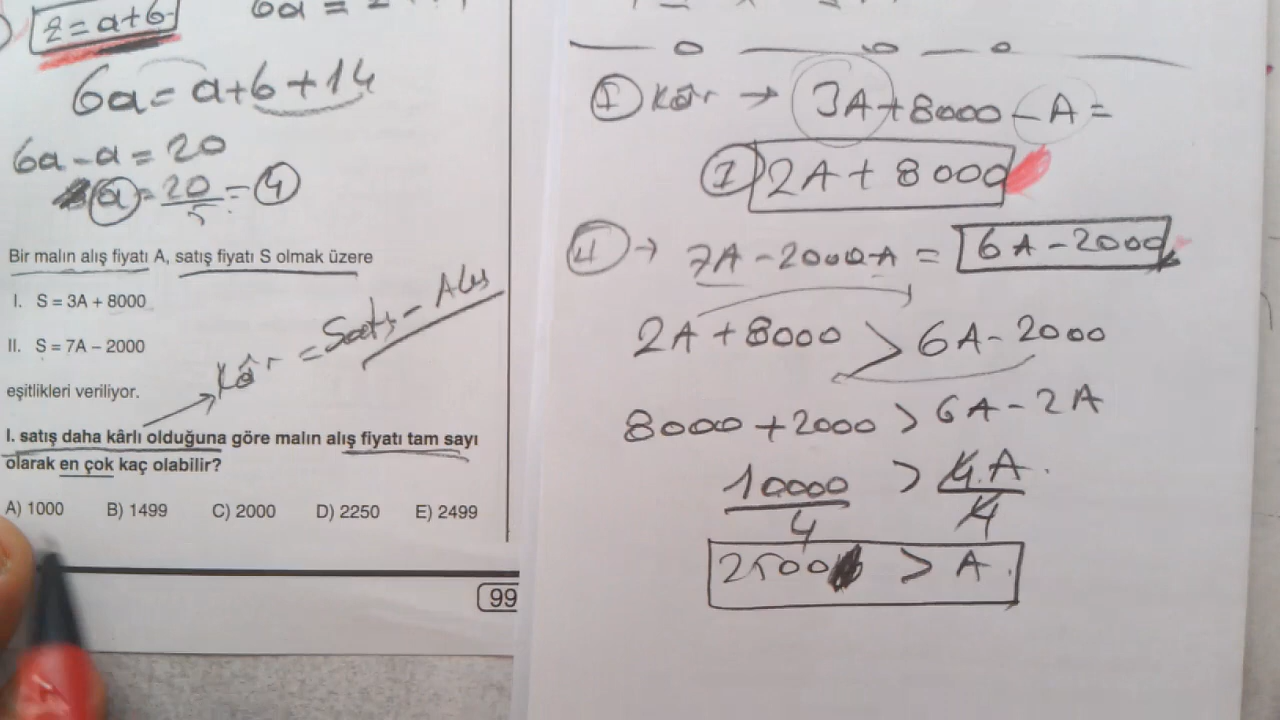 2 = a+6
6a =
6a = a+6+14
6a - a = 20
a = 20/5 = 4
Bir malın alış fiyatı A, satış fiyatı S olmak üzere
I. S = 3A + 8000
II. S = 7A – 2000
eşitlikleri veriliyor.
Kâr = Satış - Alış
I. satış daha kârlı olduğuna göre malın alış fiyatı tam sayı
olarak en çok kaç olabilir?
A) 1000 B) 1499 C) 2000 D) 2250 E) 2499
99
I Kâr → 3A + 8000 - A =
I 2A + 8000
II → 7A - 2000 - A = 6A - 2000
2A + 8000 > 6A - 2000
8000 + 2000 > 6A - 2A
10000/4 > 4.A/4
2500 > A.